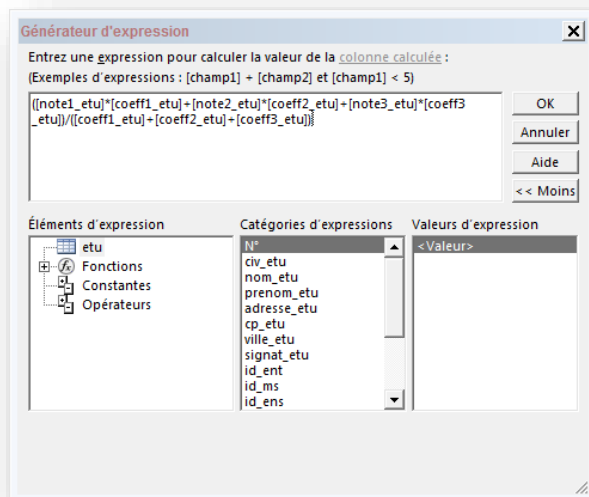 Générateur d'expression
Entrez une expression pour calculer la valeur de la colonne calculée :
(Exemples d'expressions : [champ1] + [champ2] et [champ1] < 5)
([note1_etu]*[coeff1_etu]+[note2_etu]*[coeff2_etu]+[note3_etu]*[coeff3
_etu])/([coeff1_etu]+[coeff2_etu]+[coeff3_etu])
OK
Annuler
Aide
<< Moins
Éléments d'expression
etu
Fonctions
Constantes
Opérateurs
Catégories d'expressions
N°
civ_etu
nom_etu
prenom_etu
adresse_etu
cp_etu
ville_etu
signat_etu
id_ent
id_ms
id_ens
Valeurs d'expression
<Valeur>